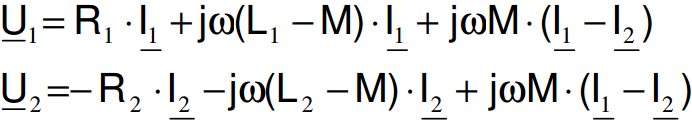 U₁= R₁ ·I₁ +jω(L₁ −M)·I₁ + jωM·(I₁ −I₂)
U₂=−R₂ ·I₂ −jω(L₂ −M)·I₂ + jωM·(I₁ −I₂)